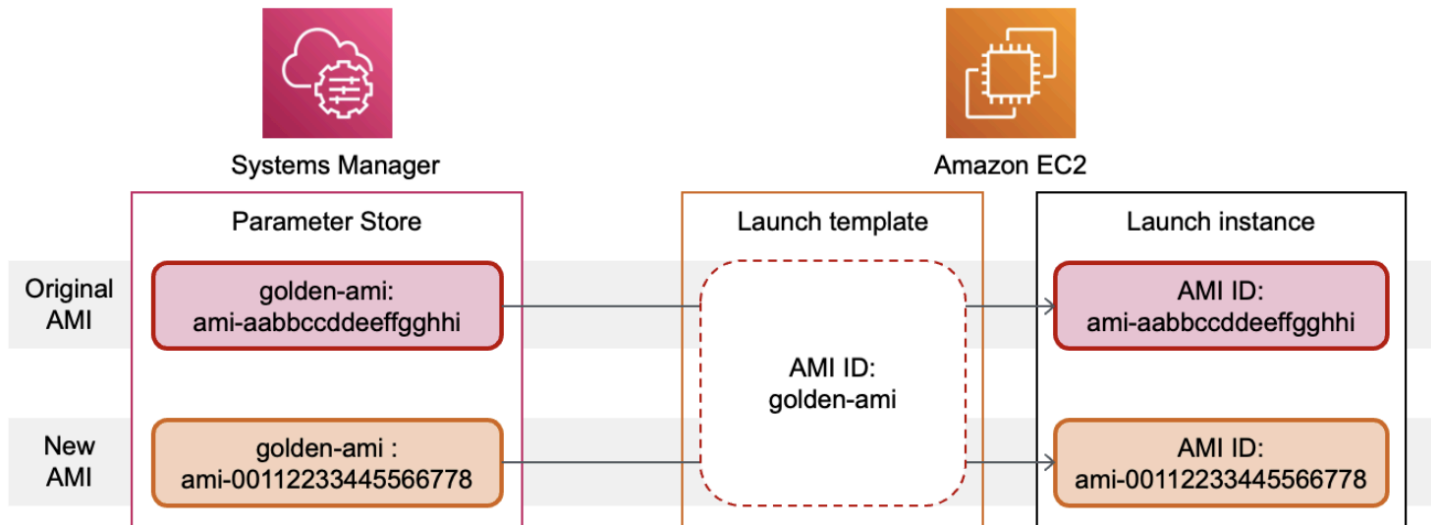 Systems Manager
Amazon EC2
Parameter Store
Launch template
Launch instance
Original
AMI
golden-ami:
ami-aabbccddeeffgghhi
AMI ID:
golden-ami
AMI ID:
ami-aabbccddeeffgghhi
New
AMI
golden-ami :
ami-00112233445566778
AMI ID:
ami-00112233445566778